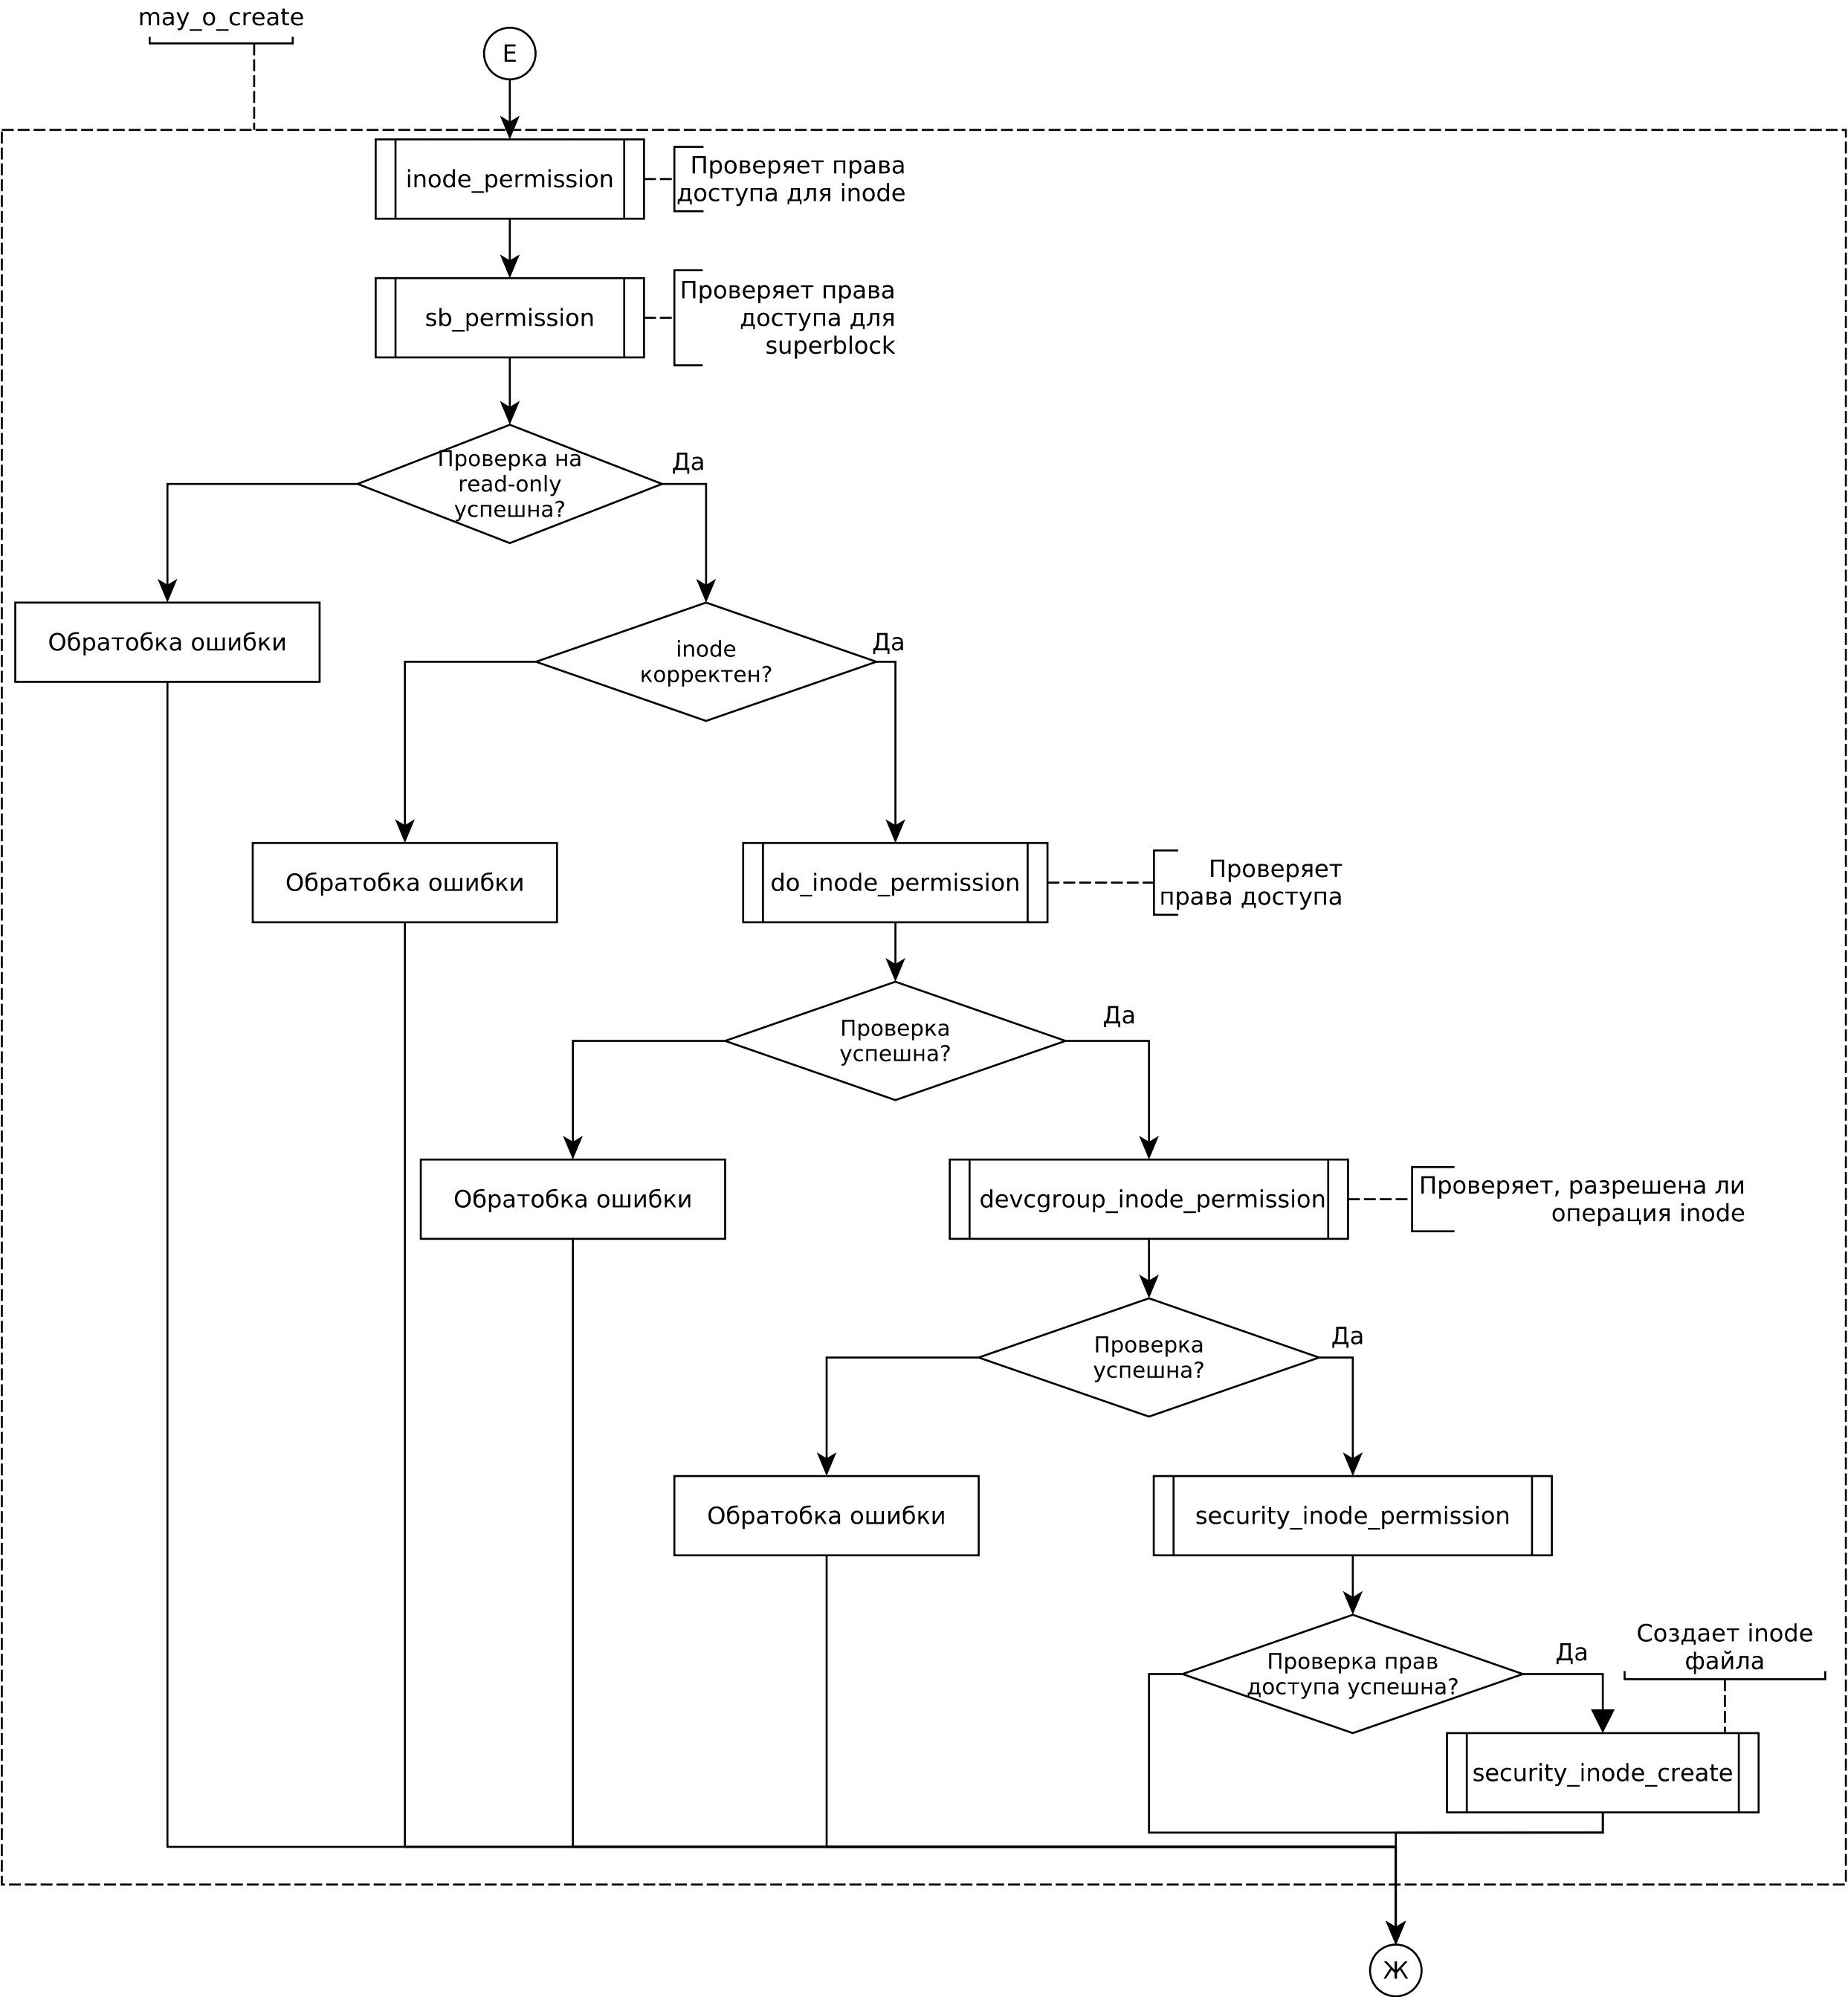 may_o_create
Е
inode_permission
Проверяет права
доступа для inode
sb_permission
Проверяет права
доступа для
superblock
Проверка на
read-only
успешна?
Да
Обратобка ошибки
inode
корректен?
Да
Обратобка ошибки
do_inode_permission
Проверяет
права доступа
Проверка
успешна?
Да
Обратобка ошибки
devcgroup_inode_permission
Проверяет, разрешена ли
операция inode
Проверка
успешна?
Да
Обратобка ошибки
security_inode_permission
Проверка прав
доступа успешна?
Да
Создает inode
файла
security_inode_create
Ж